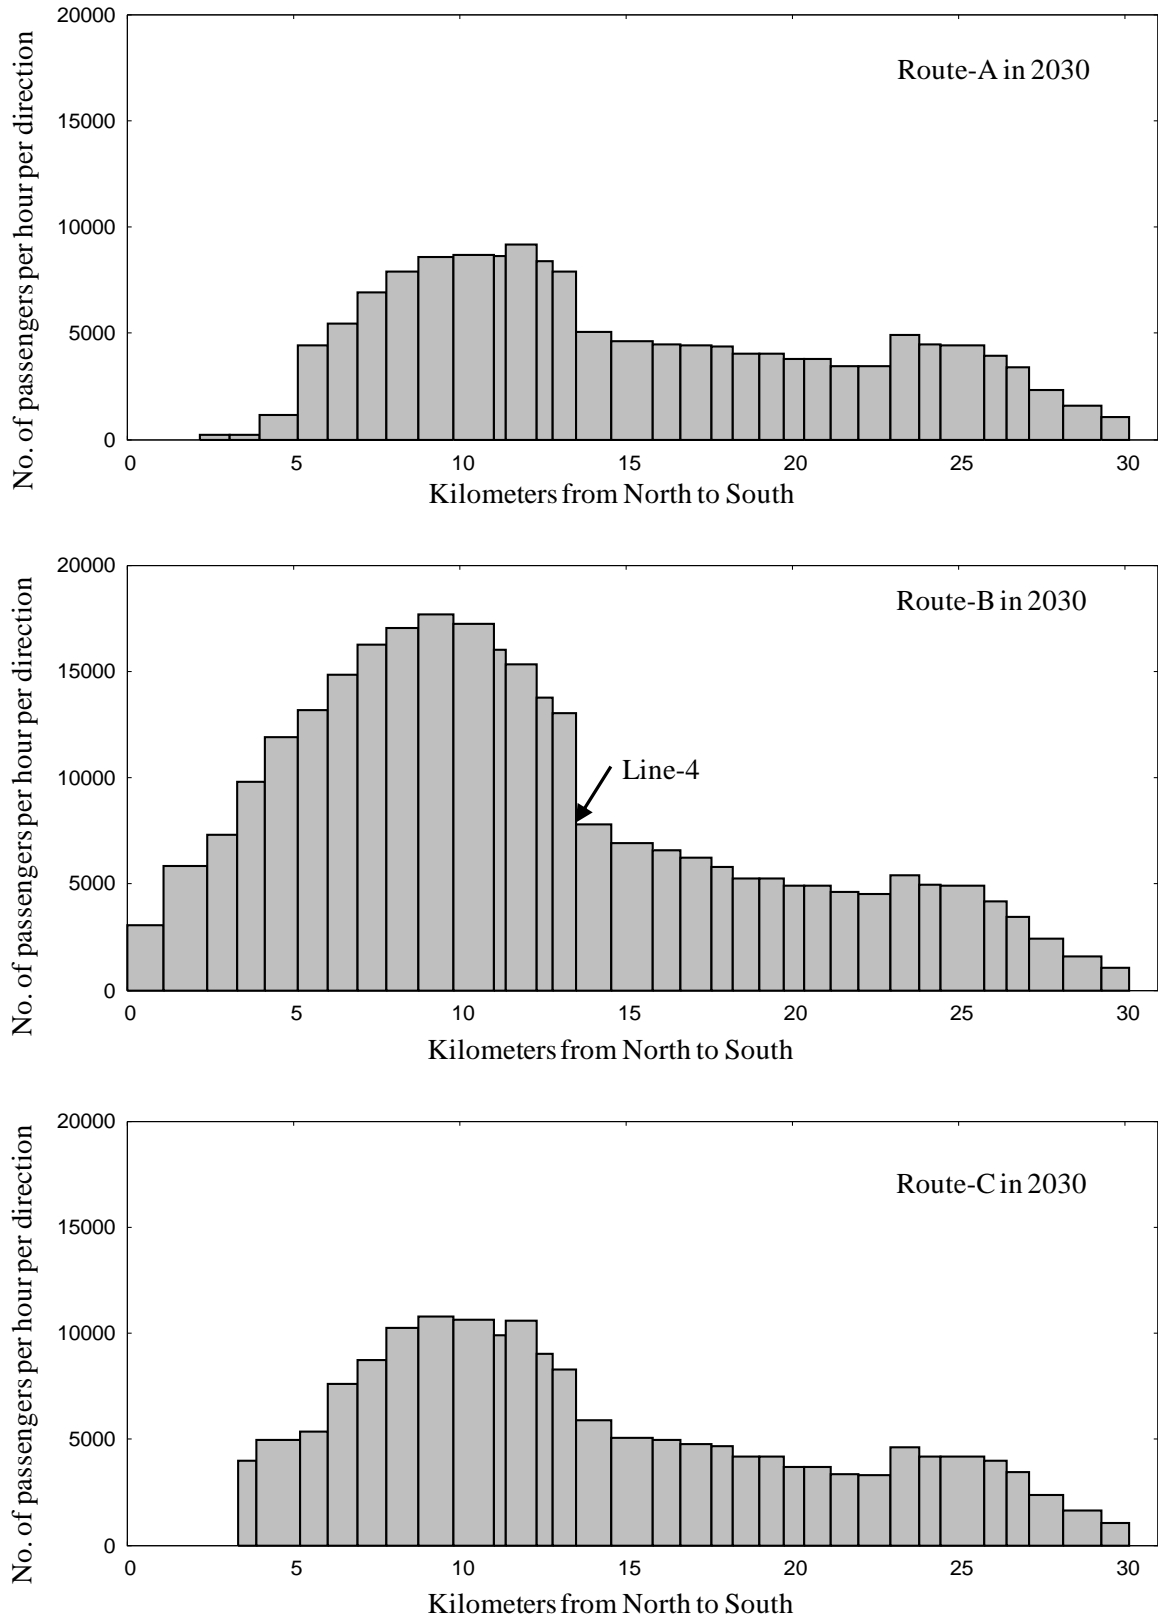 No. of passengers per hour per direction
20000
15000
10000
5000
0
Route-A in 2030
0 5 10 15 20 25 30
Kilometers from North to South
No. of passengers per hour per direction
20000
15000
10000
5000
0
Route-B in 2030
Line-4
0 5 10 15 20 25 30
Kilometers from North to South
No. of passengers per hour per direction
20000
15000
10000
5000
0
Route-C in 2030
0 5 10 15 20 25 30
Kilometers from North to South